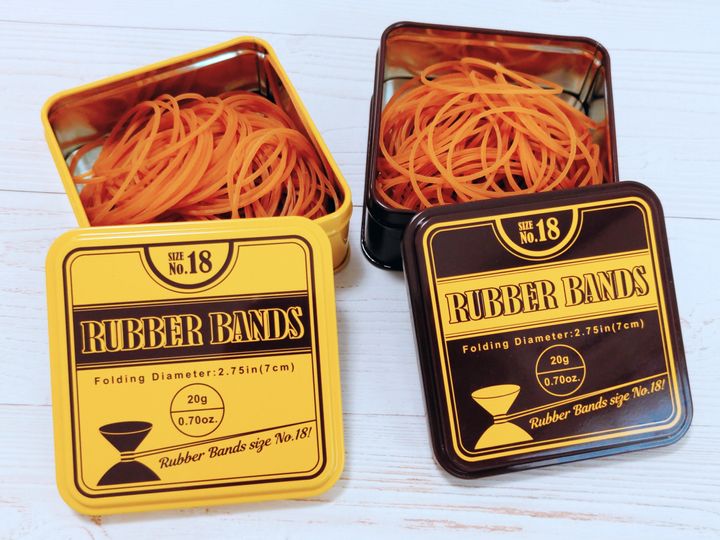 SIZE
No.18
RUBBER BANDS
Folding Diameter:2.75in(7cm)
20g
0.70oz.
Rubber Bands size No.18!
SIZE
No.18
RUBBER BANDS
Folding Diameter:2.75in(7cm)
20g
0.70oz.
Rubber Bands size No.18!